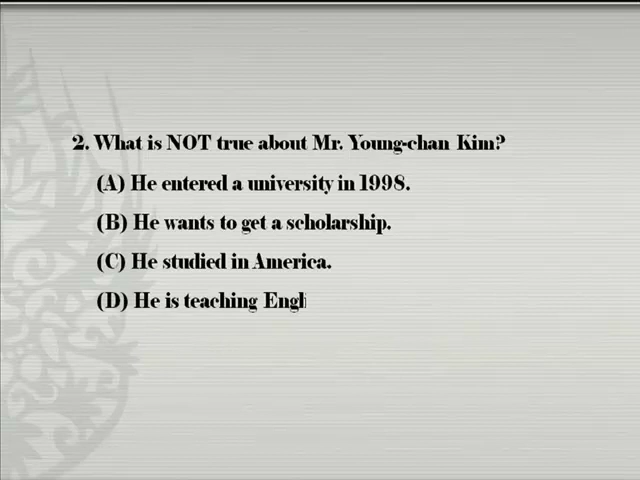 2. What is NOT true about Mr. Young-chan Kim?
(A) He entered a university in 1998.
(B) He wants to get a scholarship.
(C) He studied in America.
(D) He is teaching Engl